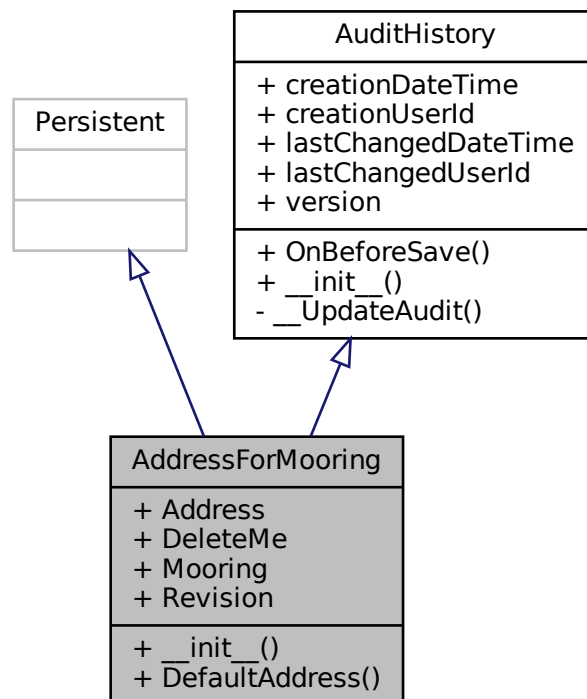 AuditHistory
+ creationDateTime
+ creationUserId
+ lastChangedDateTime
+ lastChangedUserId
+ version
+ OnBeforeSave()
+ __init__()
- __UpdateAudit()
Persistent
AddressForMooring
+ Address
+ DeleteMe
+ Mooring
+ Revision
+ __init__()
+ DefaultAddress()